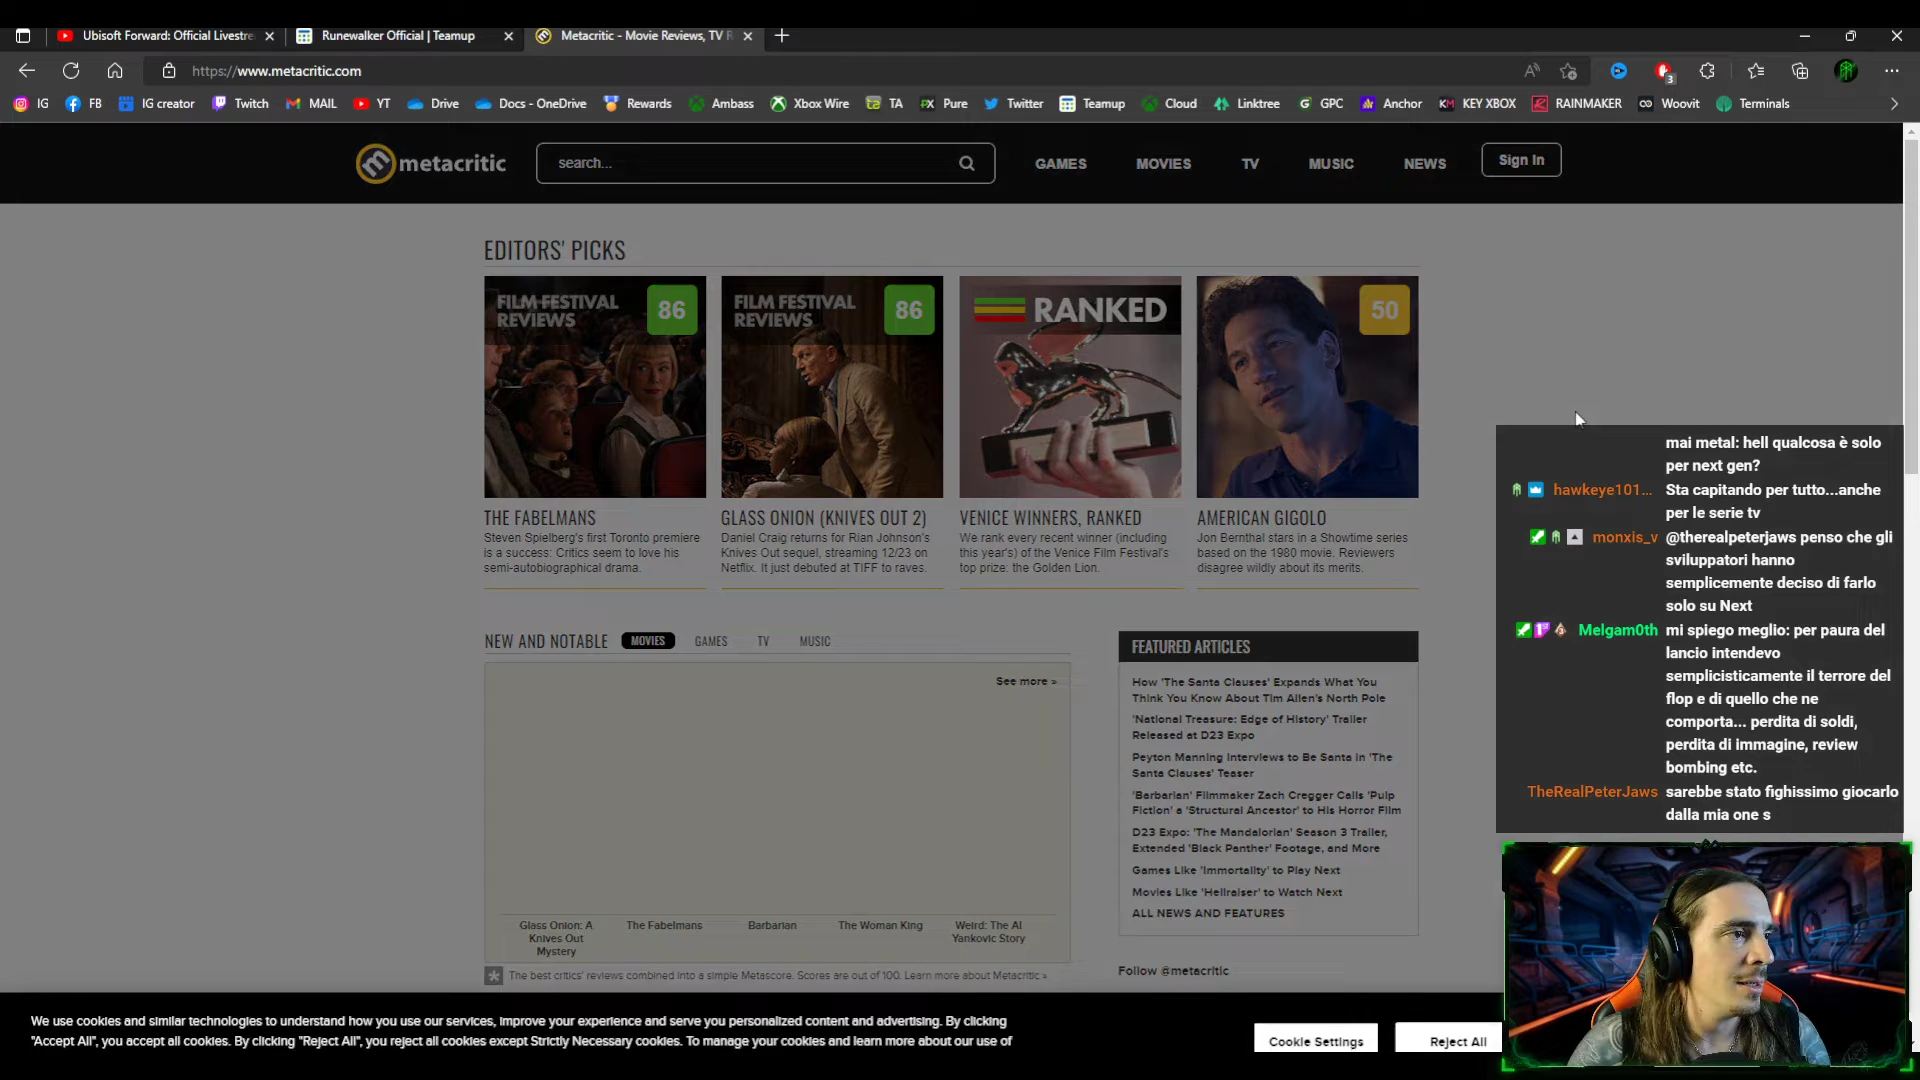 Ubisoft Forward: Official Livestre
Runewalker Official | Teamup
Metacritic - Movie Reviews, TV R
https://www.metacritic.com
3
IG
FB
IG creator
Twitch
MAIL
YT
Drive
Docs - OneDrive
Rewards
Ambass
Xbox Wire
TA
Pure
Twitter
Teamup
Cloud
Linktree
GPC
Anchor
KEY XBOX
RAINMAKER
Woovit
Terminals
metacritic
search...
GAMES
MOVIES
TV
MUSIC
NEWS
Sign In
EDITORS' PICKS
FILM FESTIVAL
REVIEWS
86
FILM FESTIVAL
REVIEWS
86
RANKED
50
THE FABELMANS
Steven Spielberg's first Toronto premiere
is a success: Critics seem to love his
semi-autobiographical drama.
GLASS ONION (KNIVES OUT 2)
Daniel Craig returns for Rian Johnson's
Knives Out sequel, streaming 12/23 on
Netflix. It just debuted at TIFF to raves.
VENICE WINNERS, RANKED
We rank every recent winner (including
this year's) of the Venice Film Festival's
top prize: the Golden Lion.
AMERICAN GIGOLO
Jon Bernthal stars in a Showtime series
based on the 1980 movie. Reviewers
disagree wildly about its merits.
NEW AND NOTABLE
MOVIES
GAMES
TV
MUSIC
See more »
Glass Onion: A
Knives Out
Mystery
The Fabelmans
Barbarian
The Woman King
Weird: The Al
Yankovic Story
The best critics' reviews combined into a simple Metascore. Scores are out of 100. Learn more about Metacritic »
FEATURED ARTICLES
How 'The Santa Clauses' Expands What You
Think You Know About Tim Allen's North Pole
'National Treasure: Edge of History' Trailer
Released at D23 Expo
Peyton Manning Interviews to Be Santa in 'The
Santa Clauses' Teaser
'Barbarian' Filmmaker Zach Cregger Calls 'Pulp
Fiction' a 'Structural Ancestor' to His Horror Film
D23 Expo: 'The Mandalorian' Season 3 Trailer,
Extended 'Black Panther' Footage, and More
Games Like 'Immortality' to Play Next
Movies Like 'Hellraiser' to Watch Next
ALL NEWS AND FEATURES
Follow @metacritic
mai metal: hell qualcosa è solo
per next gen?
hawkeye101... Sta capitando per tutto...anche
per le serie tv
monxis_v @therealpeterjaws penso che gli
sviluppatori hanno
semplicemente deciso di farlo
solo su Next
Melgam0th mi spiego meglio: per paura del
lancio intendevo
semplicisticamente il terrore del
flop e di quello che ne
comporta... perdita di soldi,
perdita di immagine, review
bombing etc.
TheRealPeterJaws sarebbe stato fighissimo giocarlo
dalla mia one s
We use cookies and similar technologies to understand how you use our services, improve your experience and serve you personalized content and advertising. By clicking
"Accept All", you accept all cookies. By clicking "Reject All", you reject all cookies except Strictly Necessary cookies. To manage your cookies and learn more about our use of
Cookie Settings
Reject All